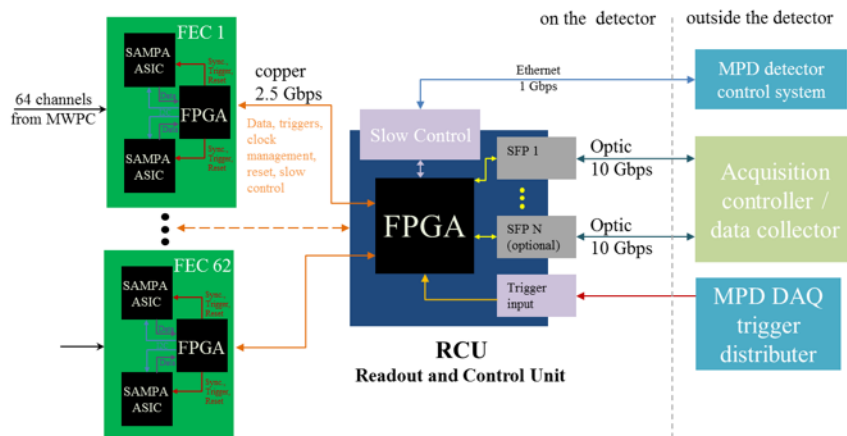 on the detector
outside the detector
FEC 1
SAMPA
ASIC
Sync,
Trigger,
Reset
Data
FPGA
Data
SAMPA
ASIC
Sync,
Trigger,
Reset
64 channels
from MWPC
copper
2.5 Gbps
Data, triggers,
clock
management,
reset, slow
control
Ethernet
1 Gbps
MPD detector
control system
Slow Control
SFP 1
Optic
10 Gbps
FPGA
SFP N
(optional)
Optic
10 Gbps
Acquisition
controller /
data collector
Trigger
input
MPD DAQ
trigger
distributer
RCU
Readout and Control Unit
FEC 62
SAMPA
ASIC
Sync,
Trigger,
Reset
Data
FPGA
Data
SAMPA
ASIC
Sync,
Trigger,
Reset